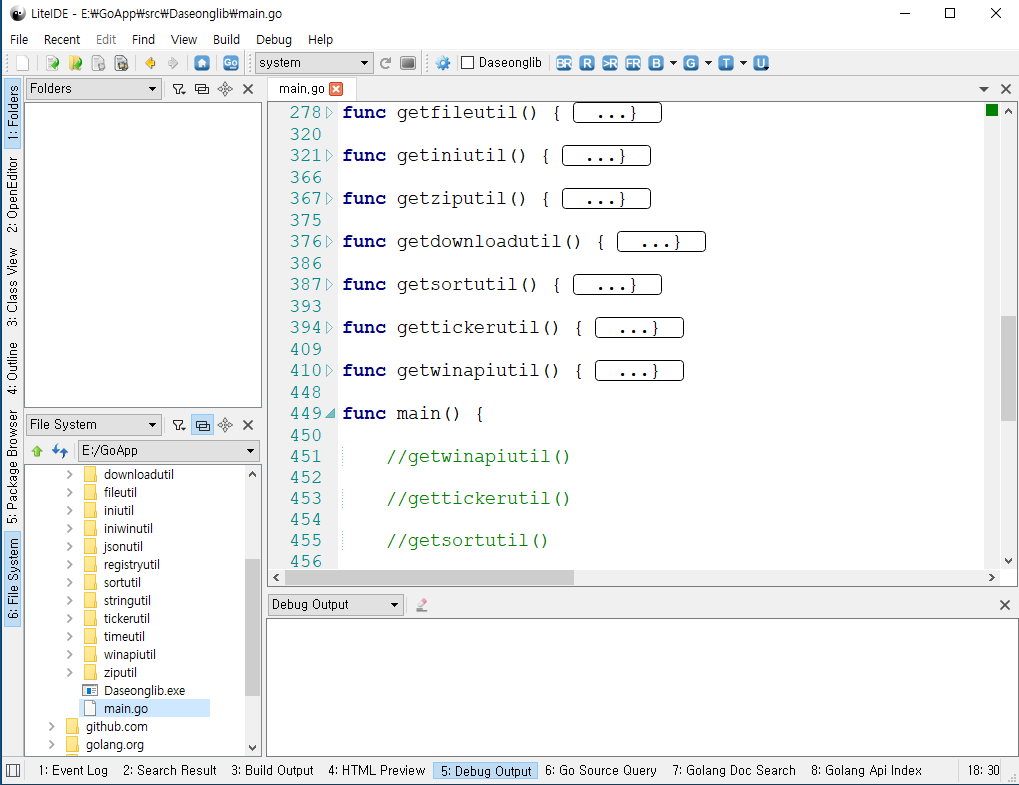 LiteIDE - E:₩GoApp₩src₩Daseonglib₩main.go
File Recent Edit Find View Build Debug Help
Go system Daseonglib BR R >R FR B G T U
1: Folders
2: OpenEditor
3: Class View
4: Outline
5: Package Browser
6: File System
Folders
main.go
278 func getfileutil() { ...}
320
321 func getiniutil() { ...}
366
367 func getziputil() { ...}
375
376 func getdownloadutil() { ...}
386
387 func getsortutil() { ...}
393
394 func gettickerutil() { ...}
409
410 func getwinapiutil() { ...}
448
449 func main() {
450
451 //getwinapiutil()
452
453 //gettickerutil()
454
455 //getsortutil()
456
File System
E:/GoApp
downloadutil
fileutil
iniutil
iniwinutil
jsonutil
registryutil
sortutil
stringutil
tickerutil
timeutil
winapiutil
ziputil
Daseonglib.exe
main.go
github.com
golang.org
Debug Output
1: Event Log 2: Search Result 3: Build Output 4: HTML Preview 5: Debug Output 6: Go Source Query 7: Golang Doc Search 8: Golang Api Index 18: 30